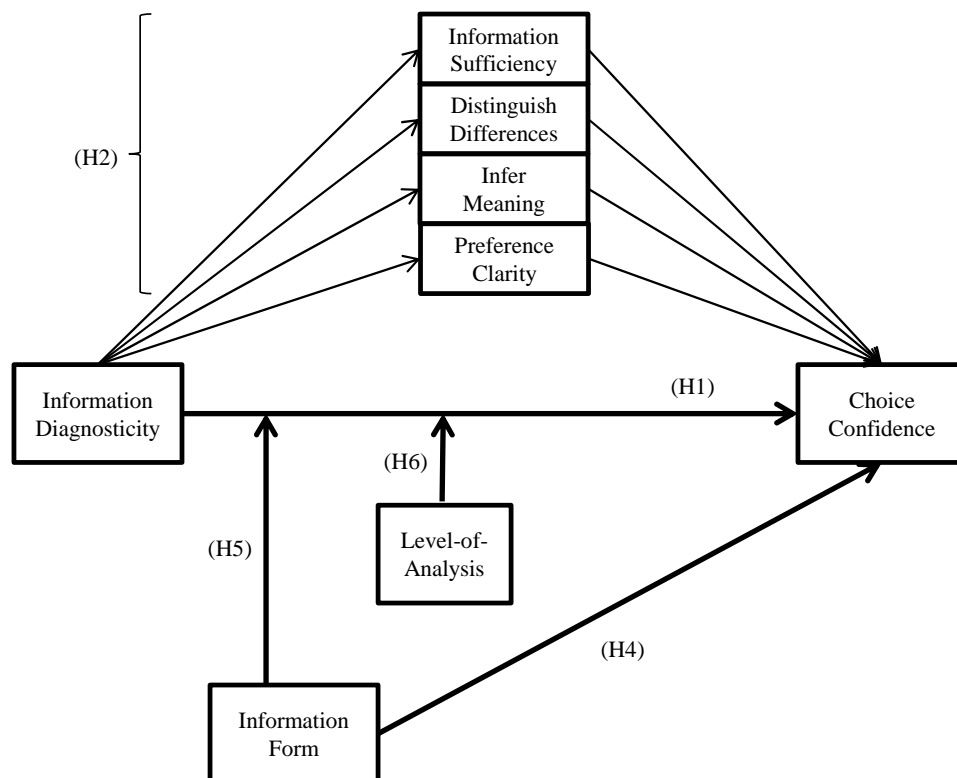 Information
Sufficiency
Distinguish
Differences
(H2)
Infer
Meaning
Preference
Clarity
Information
Diagnosticity
(H1)
Choice
Confidence
(H6)
Level-of-
Analysis
(H5)
(H4)
Information
Form